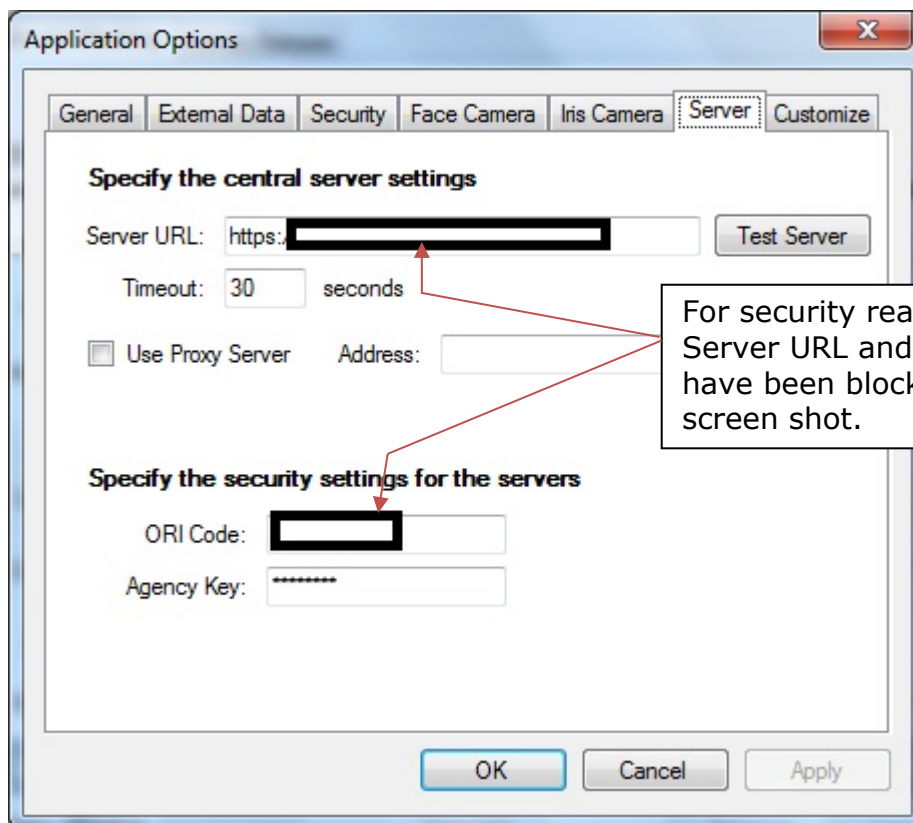 Application Options
General External Data Security Face Camera Iris Camera Server Customize
Specify the central server settings
Server URL: https:/ Test Server
Timeout: 30 seconds
Use Proxy Server Address:
For security rea
Server URL and
have been block
screen shot.
Specify the security settings for the servers
ORI Code:
Agency Key: ********
OK Cancel Apply